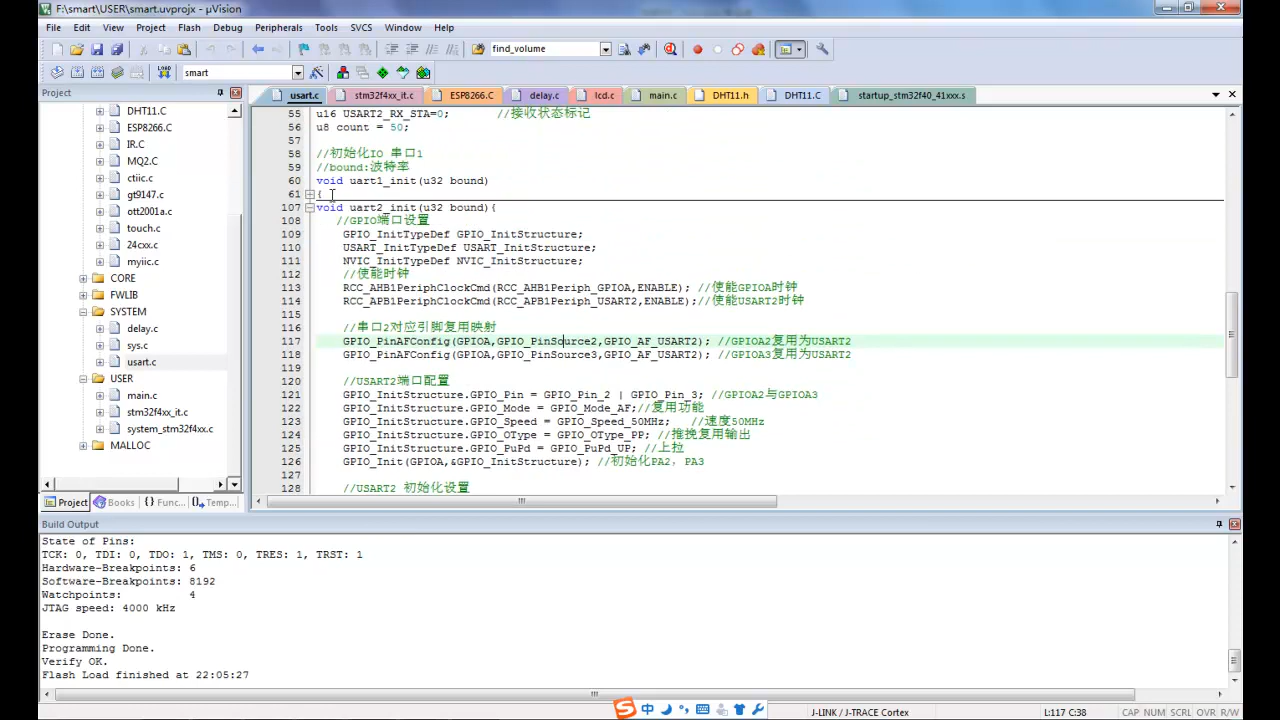 F:\smart\USER\smart.uvprojx - µVision
File Edit View Project Flash Debug Peripherals Tools SVCS Window Help
find_volume
LOAD smart
Project
usart.c stm32f4xx_it.c ESP8266.C delay.c lcd.c main.c DHT11.h DHT11.C startup_stm32f40_41xxx.s
DHT11.C
ESP8266.C
IR.C
MQ2.C
ctiic.c
gt9147.c
ott2001a.c
touch.c
24cxx.c
myiic.c
CORE
FWLIB
SYSTEM
delay.c
sys.c
usart.c
USER
main.c
stm32f4xx_it.c
system_stm32f4xx.c
MALLOC
Project Books Func... Temp...
55 u16 USART2_RX_STA=0; //接收状态标记
56 u8 count = 50;
57
58 //初始化IO 串口1
59 //bound:波特率
60 void uart1_init(u32 bound)
61 {
107 void uart2_init(u32 bound){
108 //GPIO端口设置
109 GPIO_InitTypeDef GPIO_InitStructure;
110 USART_InitTypeDef USART_InitStructure;
111 NVIC_InitTypeDef NVIC_InitStructure;
112 //使能时钟
113 RCC_AHB1PeriphClockCmd(RCC_AHB1Periph_GPIOA,ENABLE); //使能GPIOA时钟
114 RCC_APB1PeriphClockCmd(RCC_APB1Periph_USART2,ENABLE);//使能USART2时钟
115
116 //串口2对应引脚复用映射
117 GPIO_PinAFConfig(GPIOA,GPIO_PinSource2,GPIO_AF_USART2); //GPIOA2复用为USART2
118 GPIO_PinAFConfig(GPIOA,GPIO_PinSource3,GPIO_AF_USART2); //GPIOA3复用为USART2
119
120 //USART2端口配置
121 GPIO_InitStructure.GPIO_Pin = GPIO_Pin_2 | GPIO_Pin_3; //GPIOA2与GPIOA3
122 GPIO_InitStructure.GPIO_Mode = GPIO_Mode_AF;//复用功能
123 GPIO_InitStructure.GPIO_Speed = GPIO_Speed_50MHz; //速度50MHz
124 GPIO_InitStructure.GPIO_OType = GPIO_OType_PP; //推挽复用输出
125 GPIO_InitStructure.GPIO_PuPd = GPIO_PuPd_UP; //上拉
126 GPIO_Init(GPIOA,&GPIO_InitStructure); //初始化PA2，PA3
127
128 //USART2 初始化设置
Build Output
State of Pins:
TCK: 0, TDI: 0, TDO: 1, TMS: 0, TRES: 1, TRST: 1
Hardware-Breakpoints: 6
Software-Breakpoints: 8192
Watchpoints: 4
JTAG speed: 4000 kHz
Erase Done.
Programming Done.
Verify OK.
Flash Load finished at 22:05:27
S 中
J-LINK / J-TRACE Cortex L:117 C:38 CAP NUM SCRL OVR R/W